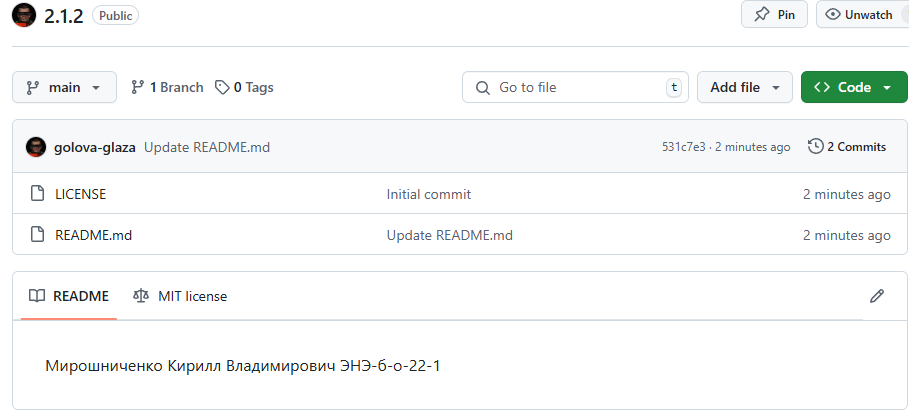 2.1.2 Public Pin Unwatch
main 1 Branch 0 Tags Go to file t Add file Code
golova-glaza Update README.md 531c7e3 · 2 minutes ago 2 Commits
LICENSE Initial commit 2 minutes ago
README.md Update README.md 2 minutes ago
README MIT license
Мирошниченко Кирилл Владимирович ЭНЭ-б-о-22-1